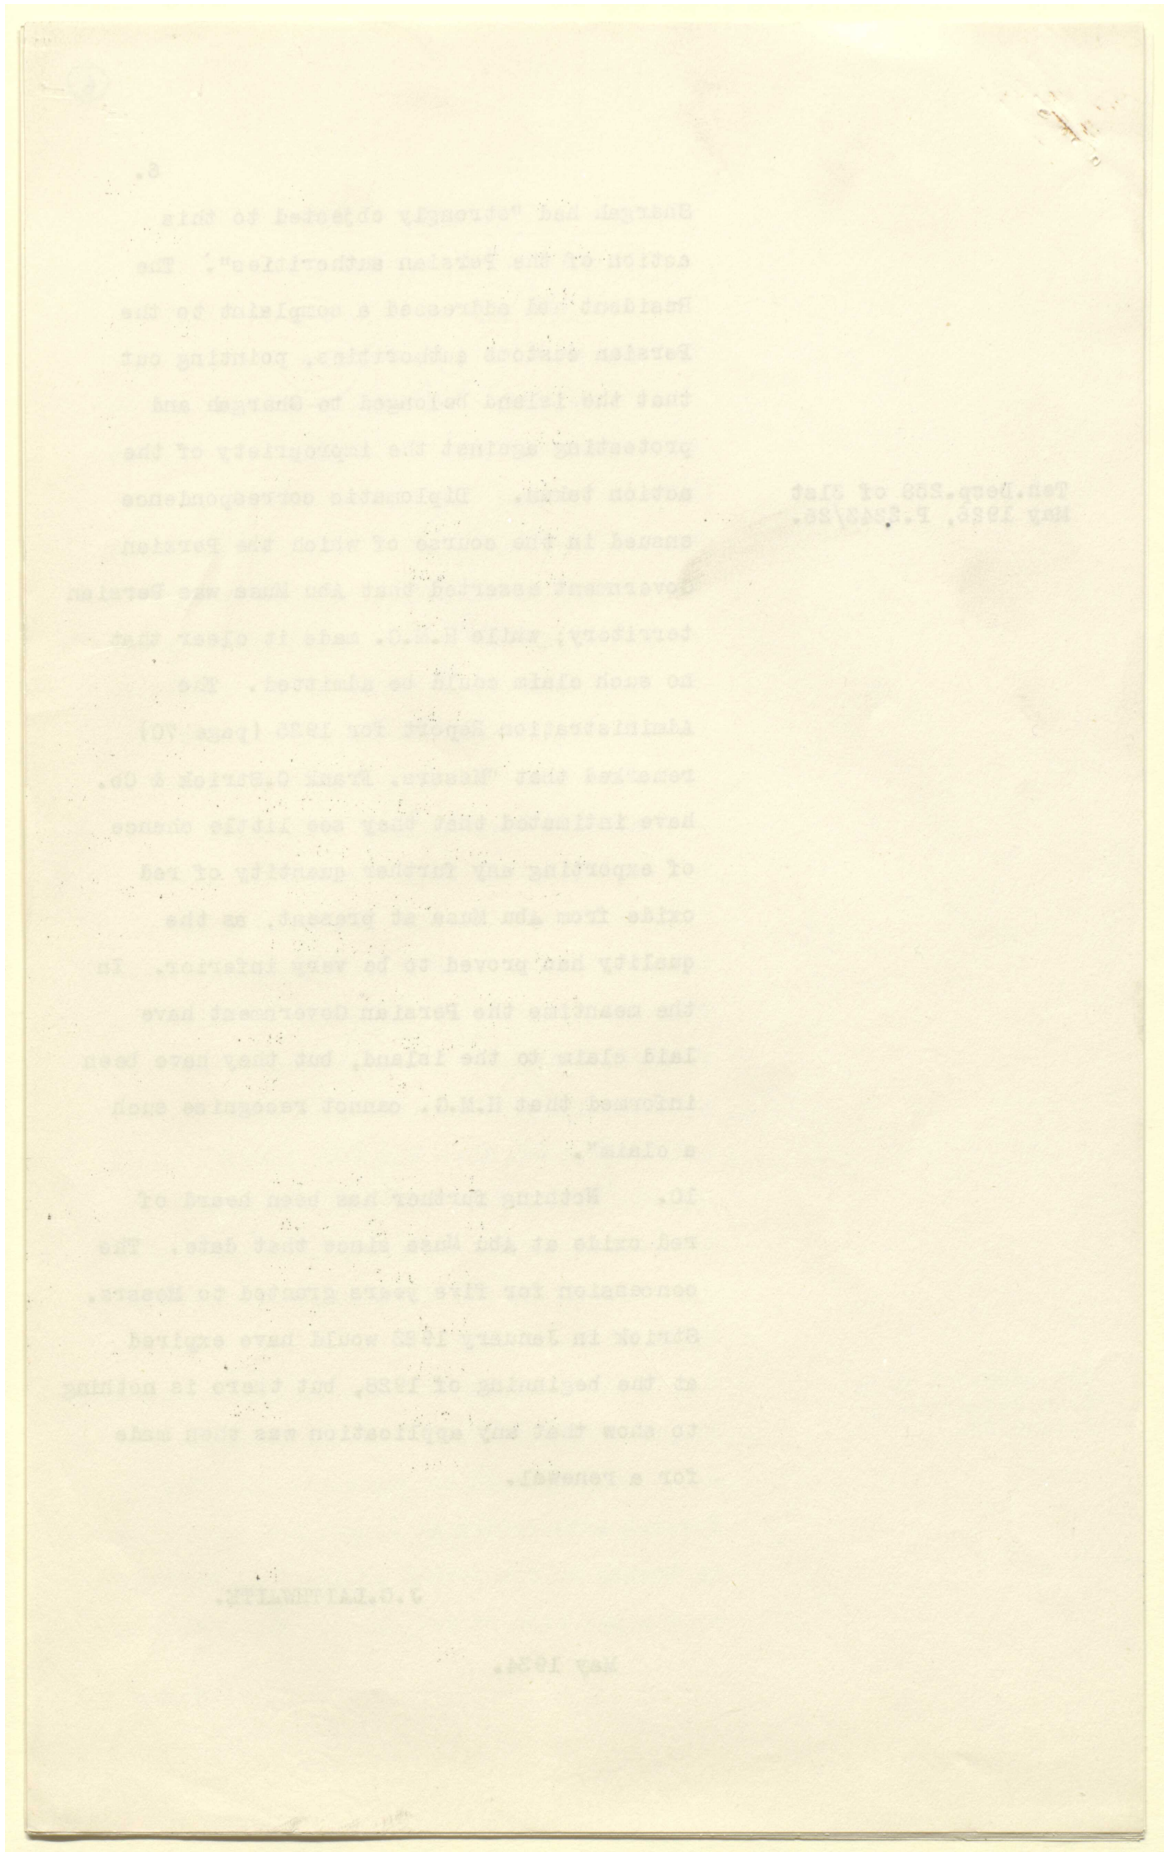 6.
Shargah had "strongly objected to this
action of the Persian authorities". The
Resident had addressed a complaint to the
Persian customs authorities, pointing out
that the island belonged to Shargah and
protesting against the impropriety of the
action taken. Diplomatic correspondence
Teh.Desp.258 of 31st
May 1926, P.2243/26.
ensued in the course of which the Persian
Government asserted that Abu Musa was Persian
territory; while H.M.G. made it clear that
no such claim could be admitted. The
Administration Report for 1926 (page 70)
remarked that "Messrs. Frank C.Strick & Co.
have intimated that they see little chance
of exporting any further quantity of red
oxide from Abu Musa at present, as the
quality has proved to be very inferior. In
the meantime the Persian Government have
laid claim to the island, but they have been
informed that H.M.G. cannot recognise such
a claim".
10. Nothing further has been heard of
red oxide at Abu Musa since that date. The
concession for five years granted to Messrs.
Strick in January 1923 would have expired
at the beginning of 1928, but there is nothing
to show that any application was then made
for a renewal.
J.G.LAITHWAITE.
May 1934.